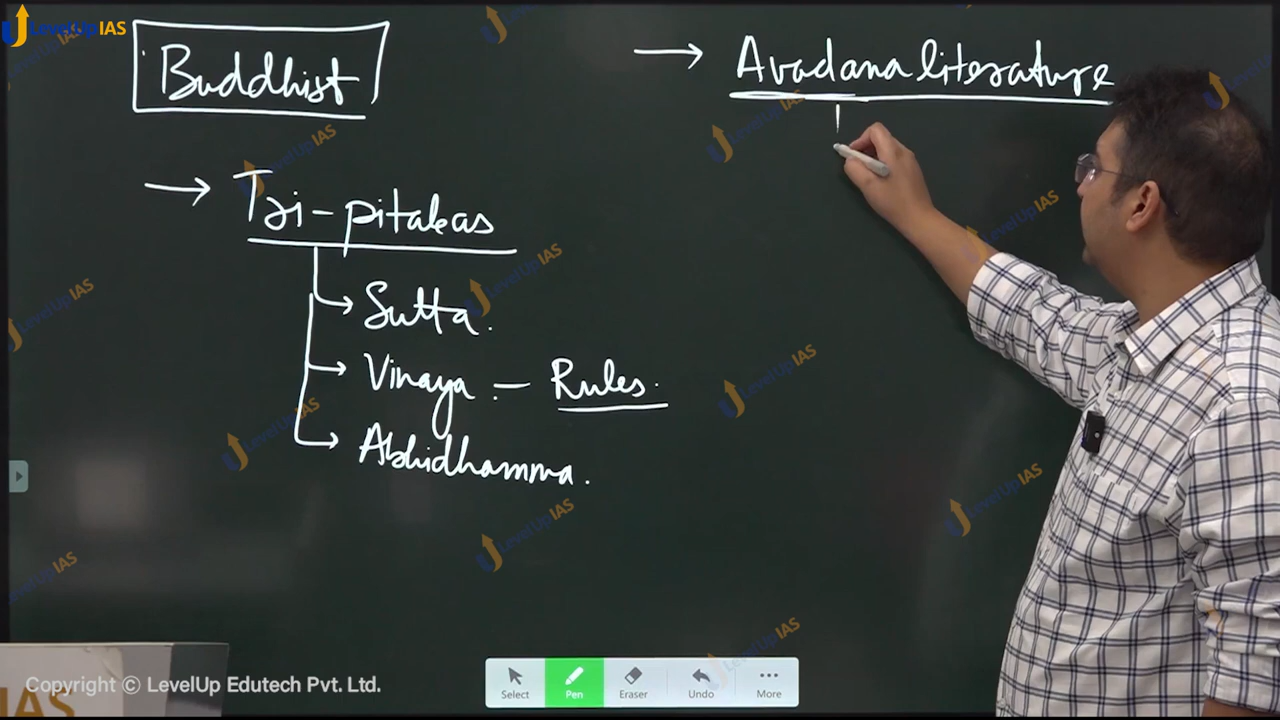 LevelUp IAS
Buddhist
→ Tri-pitakas
→ Sutta.
→ Vinaya. — Rules.
→ Abhidhamma.
→ Avadana literature
Select
Pen
Eraser
Undo
More
Copyright © LevelUp Edutech Pvt. Ltd.
IAS